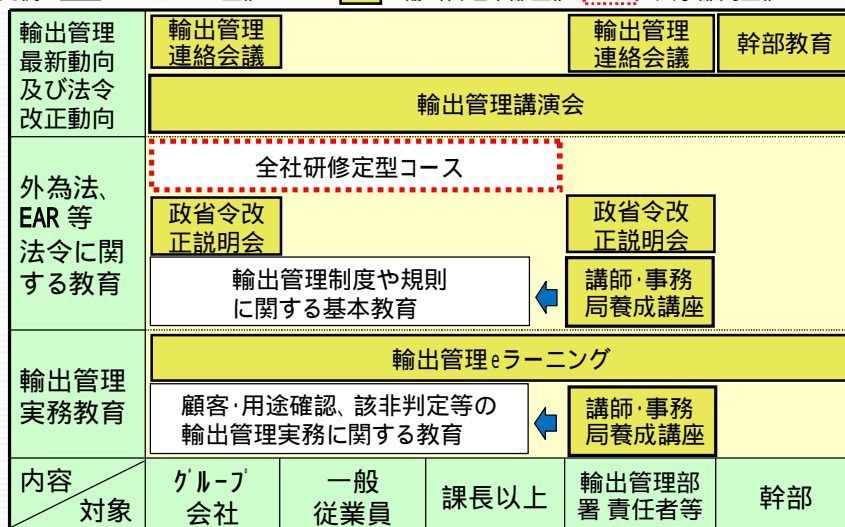 輸出管理
最新動向
及び法令
改正動向
輸出管理
連絡会議
輸出管理
連絡会議
幹部教育
輸出管理講演会
外為法、
EAR 等
法令に関
する教育
全社研修定型コース
政省令改
正説明会
政省令改
正説明会
輸出管理制度や規則
に関する基本教育
講師・事務
局養成講座
輸出管理
実務教育
輸出管理eラーニング
顧客・用途確認、該非判定等の
輸出管理実務に関する教育
講師・事務
局養成講座
内容
対象
グループ
会社
一般
従業員
課長以上
輸出管理部
署 責任者等
幹部